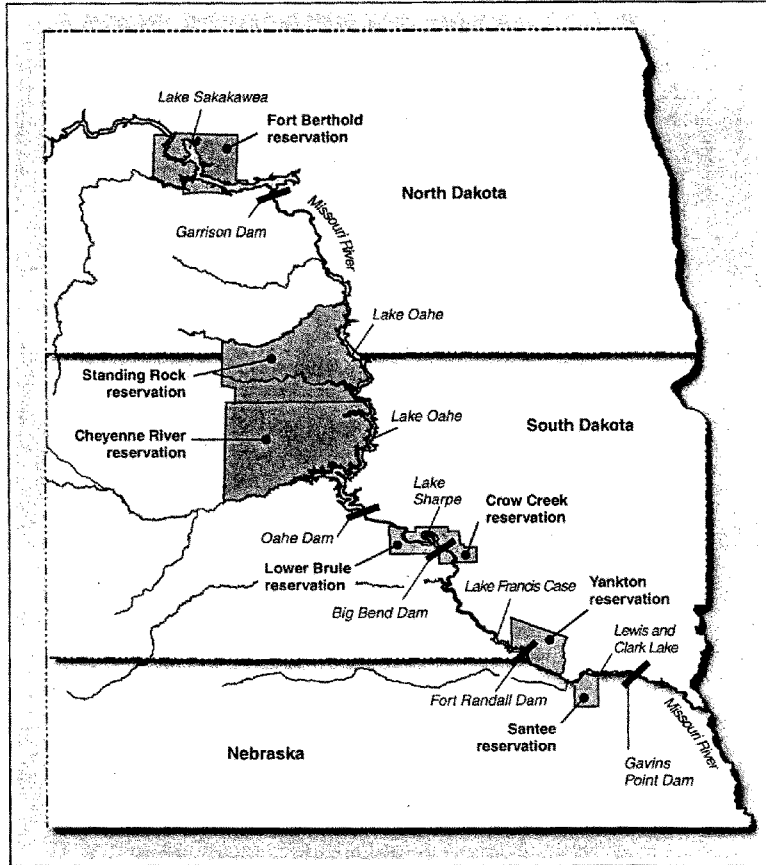 Lake Sakakawea
Fort Berthold
reservation
North Dakota
Missouri River
Garrison Dam
Lake Oahe
Standing Rock
reservation
Cheyenne River
reservation
Lake Oahe
South Dakota
Lake
Sharpe
Crow Creek
reservation
Oahe Dam
Lower Brule
reservation
Lake Francis Case
Yankton
reservation
Big Bend Dam
Lewis and
Clark Lake
Fort Randall Dam
Santee
reservation
Missouri River
Nebraska
Gavins
Point Dam